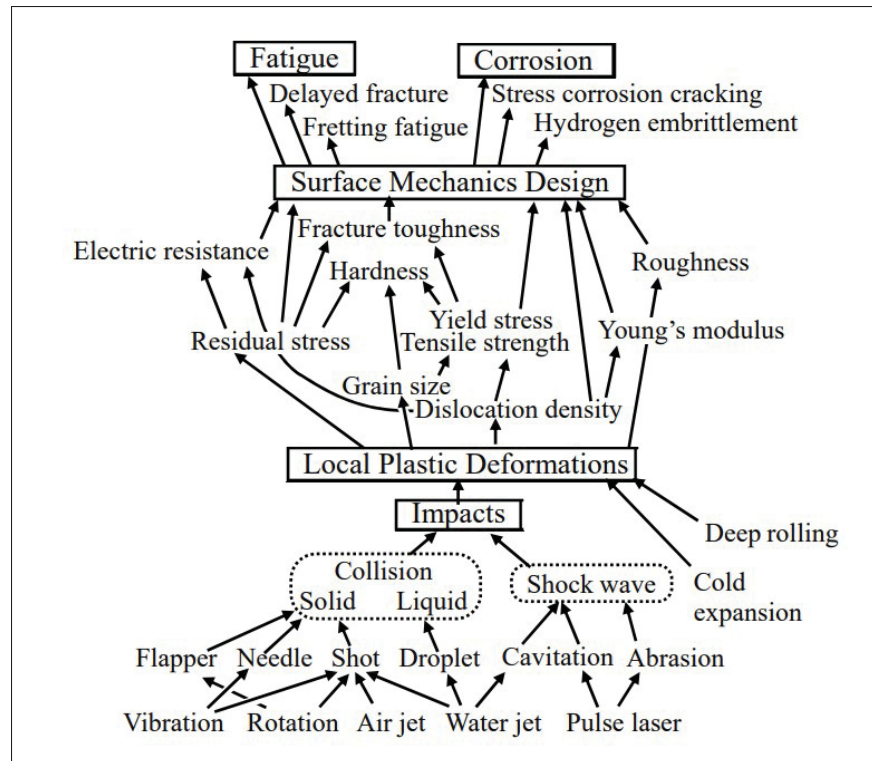 Fatigue
Corrosion
Delayed fracture
Stress corrosion cracking
Fretting fatigue
Hydrogen embrittlement
Surface Mechanics Design
Fracture toughness
Electric resistance
Hardness
Roughness
Yield stress
Residual stress
Tensile strength
Young's modulus
Grain size
Dislocation density
Local Plastic Deformations
Impacts
Deep rolling
Collision
Shock wave
Cold
Solid
Liquid
expansion
Flapper
Needle
Shot
Droplet
Cavitation
Abrasion
Vibration
Rotation
Air jet
Water jet
Pulse laser